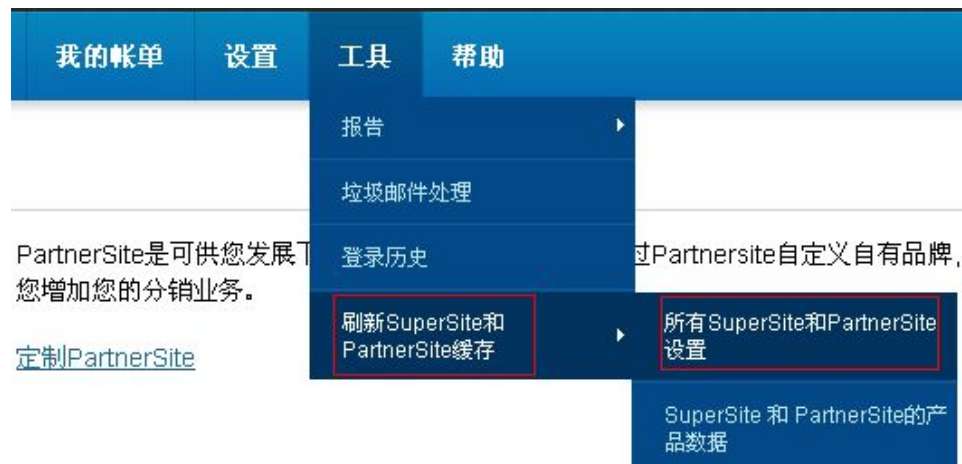 我的帐单 设置 工具 帮助
报告
垃圾邮件处理
登录历史
刷新SuperSite和
PartnerSite缓存
所有SuperSite和PartnerSite
设置
SuperSite 和 PartnerSite的产
品数据
PartnerSite是可供您发展下 过Partnersite自定义自有品牌，
您增加您的分销业务。
定制PartnerSite